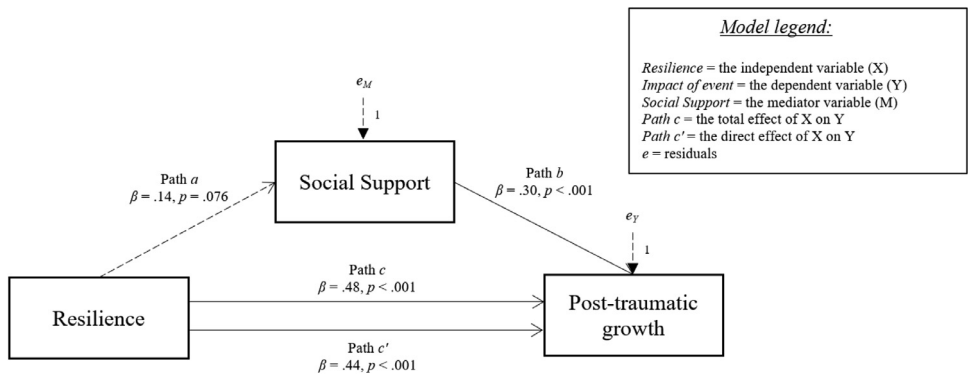 Model legend:
Resilience = the independent variable (X)
Impact of event = the dependent variable (Y)
Social Support = the mediator variable (M)
Path c = the total effect of X on Y
Path c' = the direct effect of X on Y
e = residuals
eM
1
Social Support
Path a
β = .14, p = .076
Path b
β = .30, p < .001
eY
1
Resilience
Path c
β = .48, p < .001
Post-traumatic
growth
Path c'
β = .44, p < .001